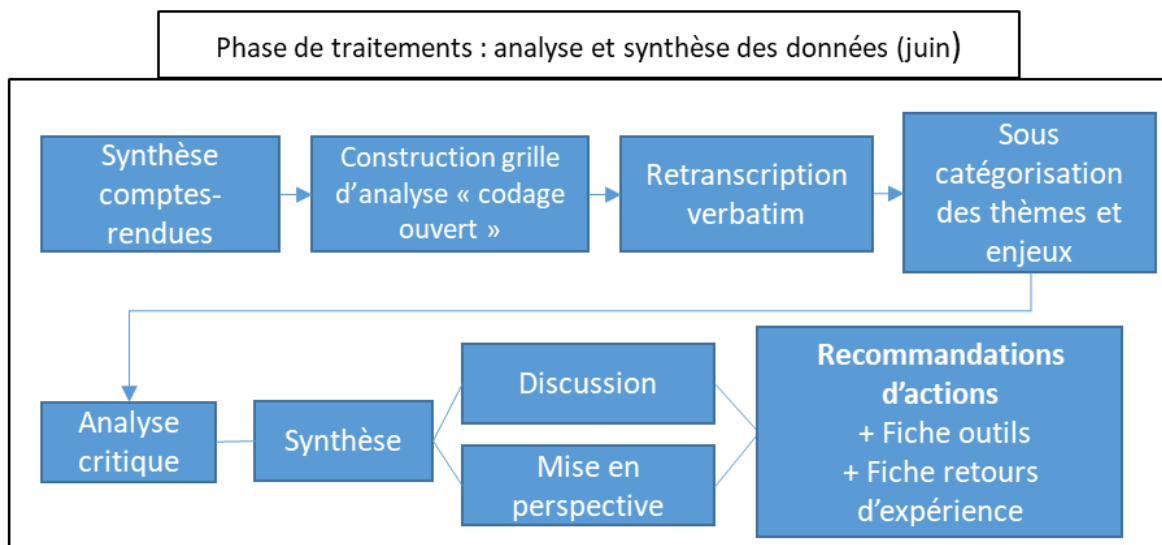 Phase de traitements : analyse et synthèse des données (juin)
Synthèse
comptes-
rendues
Construction grille
d'analyse « codage
ouvert »
Retranscription
verbatim
Sous
catégorisation
des thèmes et
enjeux
Analyse
critique
Synthèse
Discussion
Mise en
perspective
Recommandations
d'actions
+ Fiche outils
+ Fiche retours
d'expérience